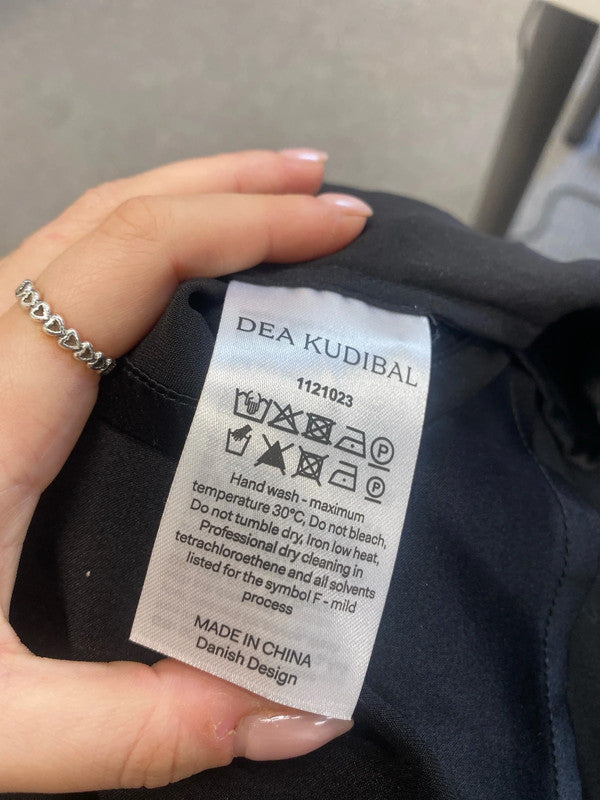 DEA KUDIBAL
1121023
P
P
Hand wash - maximum
temperature 30°C, Do not bleach,
Do not tumble dry, Iron low heat,
Professional dry cleaning in
tetrachloroethene and all solvents
listed for the symbol F - mild
process
MADE IN CHINA
Danish Design